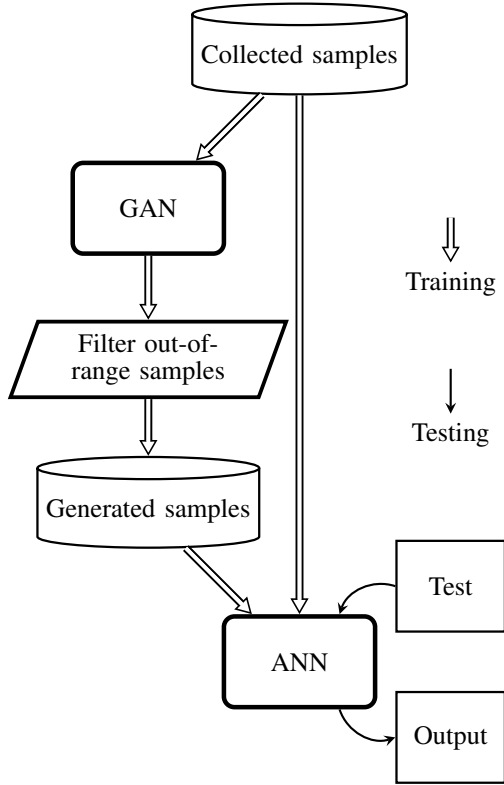 Collected samples
GAN
Training
Filter out-of-
range samples
Testing
Generated samples
Test
ANN
Output